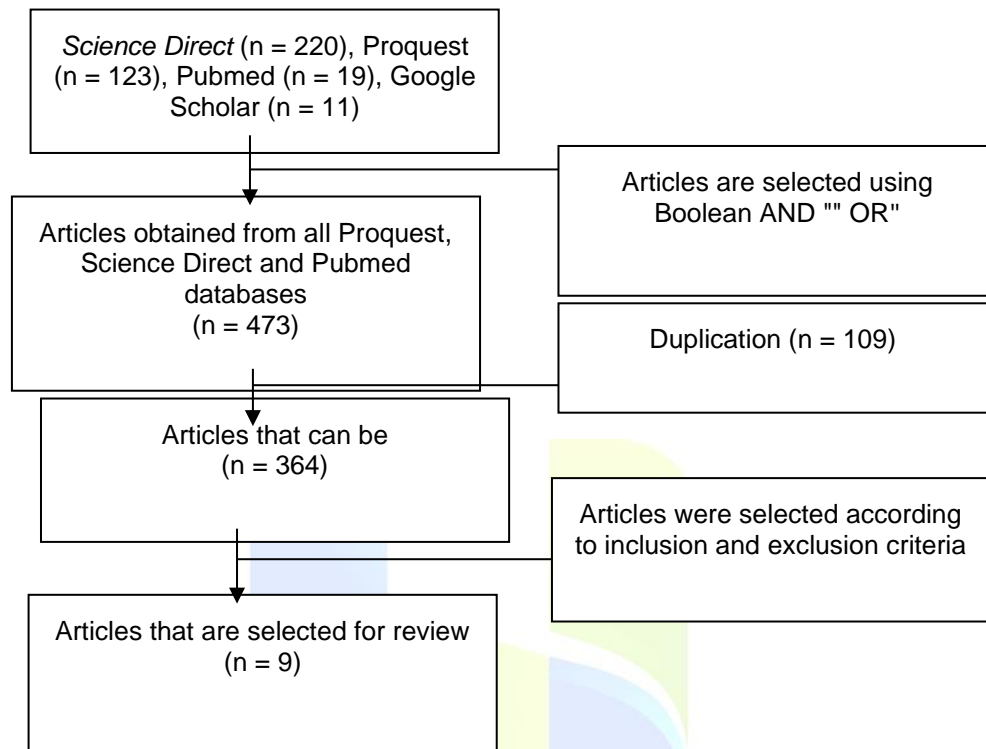 Science Direct (n = 220), Proquest
(n = 123), Pubmed (n = 19), Google
Scholar (n = 11)
Articles are selected using
Boolean AND "" OR"
Articles obtained from all Proquest,
Science Direct and Pubmed
databases
(n = 473)
Duplication (n = 109)
Articles that can be
(n = 364)
Articles were selected according
to inclusion and exclusion criteria
Articles that are selected for review
(n = 9)